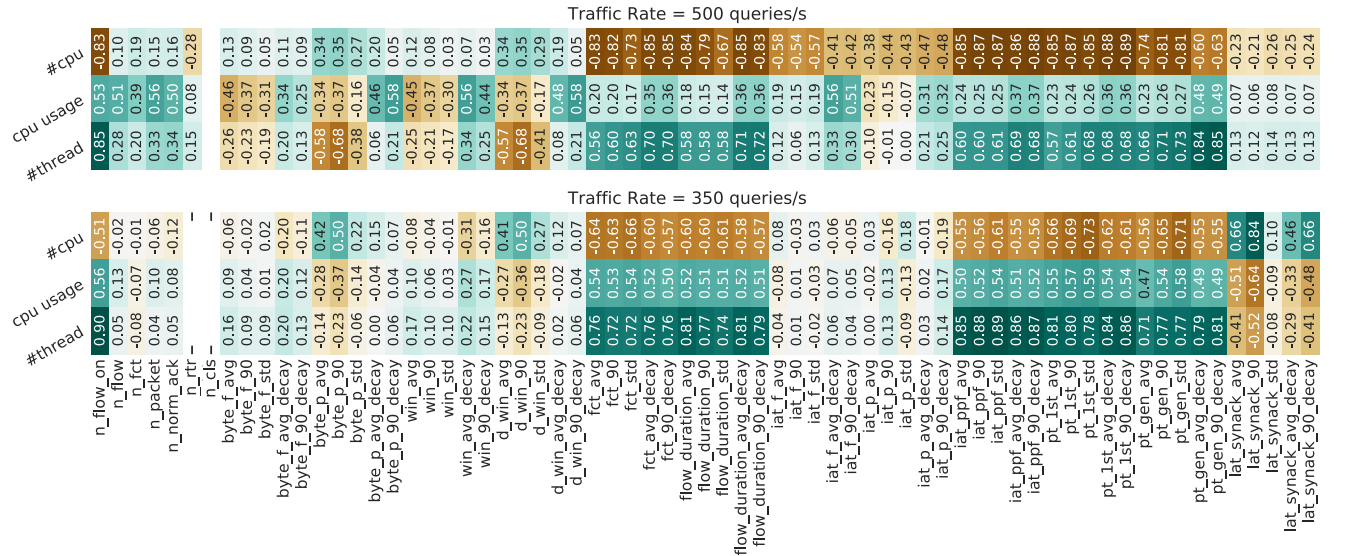 Traffic Rate = 500 queries/s
#cpu -0.83 0.10 0.19 0.15 0.16 -0.28 0.13 0.09 0.05 0.11 0.09 0.34 0.35 0.27 0.20 0.05 0.12 0.08 0.03 0.07 0.03 0.34 0.35 0.29 0.19 0.05 -0.83 -0.82 -0.73 -0.85 -0.85 -0.84 -0.79 -0.67 -0.85 -0.83 -0.58 -0.54 -0.57 -0.41 -0.42 -0.38 -0.44 -0.43 -0.44 -0.48 -0.85 -0.87 -0.87 -0.86 -0.88 -0.85 -0.87 -0.85 -0.88 -0.89 -0.74 -0.81 -0.81 -0.60 -0.63 -0.23 -0.21 -0.26 -0.25 -0.24
cpu usage 0.53 0.51 0.39 0.56 0.50 0.08 -0.46 -0.37 -0.31 0.34 0.25 -0.34 -0.37 -0.16 0.46 0.58 -0.45 -0.37 -0.30 0.56 0.44 -0.34 -0.37 -0.17 0.48 0.58 0.20 0.20 0.17 0.35 0.36 0.18 0.15 0.14 0.36 0.36 0.19 0.15 0.19 0.56 0.51 -0.23 -0.15 -0.07 0.31 0.32 0.24 0.25 0.25 0.37 0.37 0.23 0.24 0.26 0.36 0.36 0.23 0.26 0.27 0.48 0.49 0.07 0.06 0.08 0.07 0.07
#thread 0.85 0.28 0.20 0.33 0.34 0.15 -0.26 -0.23 -0.19 0.20 0.13 -0.58 -0.68 -0.38 0.06 0.21 -0.25 -0.21 -0.17 0.34 0.25 -0.57 -0.68 -0.41 0.08 0.21 0.56 0.60 0.63 0.70 0.70 0.58 0.58 0.58 0.71 0.72 0.12 0.06 0.13 0.33 0.30 -0.10 -0.01 0.00 0.21 0.25 0.60 0.66 0.61 0.69 0.68 0.57 0.61 0.68 0.68 0.68 0.66 0.71 0.73 0.84 0.85 0.13 0.12 0.14 0.13 0.13
Traffic Rate = 350 queries/s
#cpu -0.51 -0.02 -0.01 -0.06 -0.12 -0.06 -0.02 0.02 -0.20 -0.11 0.42 0.50 0.22 0.15 0.07 -0.08 -0.04 -0.01 -0.31 -0.16 0.41 0.50 0.27 0.12 0.04 -0.64 -0.63 -0.66 -0.60 -0.57 -0.60 -0.60 -0.61 -0.58 -0.57 0.08 -0.03 0.03 -0.06 -0.05 -0.16 0.18 -0.01 -0.19 -0.55 -0.56 -0.61 -0.55 -0.56 -0.66 -0.69 -0.73 -0.62 -0.61 -0.56 -0.65 -0.71 -0.55 -0.55 0.66 0.84 0.10 0.46 0.66
cpu usage 0.56 0.13 -0.07 0.10 0.08 0.09 0.04 0.01 0.20 0.12 -0.28 -0.37 -0.14 -0.04 0.04 0.09 0.06 0.03 0.27 0.17 -0.27 -0.36 -0.18 -0.02 0.04 0.54 0.53 0.54 0.52 0.50 0.54 0.54 0.55 0.52 0.51 -0.08 0.02 -0.03 0.07 0.05 0.02 -0.03 -0.13 0.02 0.17 0.50 0.52 0.54 0.51 0.52 0.55 0.57 0.59 0.54 0.54 0.47 0.54 0.58 0.49 0.49 -0.51 -0.64 -0.09 -0.33 -0.48
#thread 0.90 0.05 -0.08 0.04 0.05 0.16 0.09 0.09 0.20 0.13 -0.14 -0.23 -0.06 0.00 0.06 0.17 0.10 0.11 0.22 0.15 -0.13 -0.23 -0.09 0.02 0.06 0.76 0.72 0.72 0.76 0.76 0.81 0.77 0.74 0.81 0.79 -0.04 0.01 -0.02 0.06 0.04 0.06 0.13 -0.09 0.03 0.14 0.85 0.88 0.89 0.86 0.87 0.81 0.80 0.78 0.84 0.86 0.71 0.77 0.77 0.79 0.81 -0.41 -0.52 -0.08 -0.29 -0.41
n_flow_on
n_flow
n_fct
n_packet
n_norm_ack
n_rtr
n_cls
byte_f_avg
byte_f_90
byte_f_std
byte_f_avg_decay
byte_f_90_decay
byte_p_avg
byte_p_90
byte_p_std
byte_p_avg_decay
byte_p_90_decay
win_avg
win_90
win_std
win_avg_decay
win_90_decay
d_win_avg
d_win_90
d_win_std
d_win_avg_decay
d_win_90_decay
fct_avg
fct_90
fct_std
fct_avg_decay
fct_90_decay
flow_duration_avg
flow_duration_90
flow_duration_std
flow_duration_avg_decay
flow_duration_90_decay
iat_f_avg
iat_f_90
iat_f_std
iat_f_avg_decay
iat_f_90_decay
iat_p_avg
iat_p_90
iat_p_std
iat_p_avg_decay
iat_p_90_decay
iat_ppf_avg
iat_ppf_90
iat_ppf_std
iat_ppf_avg_decay
iat_ppf_90_decay
pt_1st_avg
pt_1st_90
pt_1st_std
pt_1st_avg_decay
pt_1st_90_decay
pt_gen_avg
pt_gen_90
pt_gen_std
pt_gen_avg_decay
pt_gen_90_decay
lat_synack_avg
lat_synack_90
lat_synack_std
lat_synack_avg_decay
lat_synack_90_decay